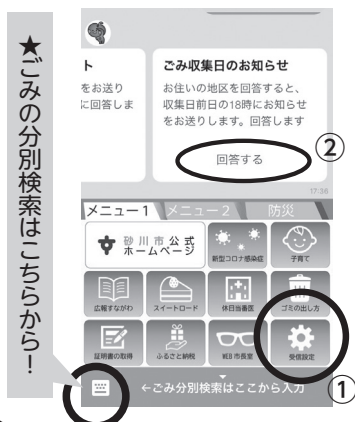 ★ごみの分別検索はこちらから！
ト
をお送り
に回答しま
ごみ収集日のお知らせ
お住いの地区を回答すると、
収集日前日の18時にお知らせ
をお送りします。回答します
回答する
②
17:38
メニュー1
メニュー2
防災
砂川市公式
ホームページ
新型コロナ感染症
子育て
広報すながわ
スイートロード
休日当番医
ゴミの出し方
証明書の取得
ふるさと納税
WEB市長室
受信設定
①
←ごみ分別検索はここから入力